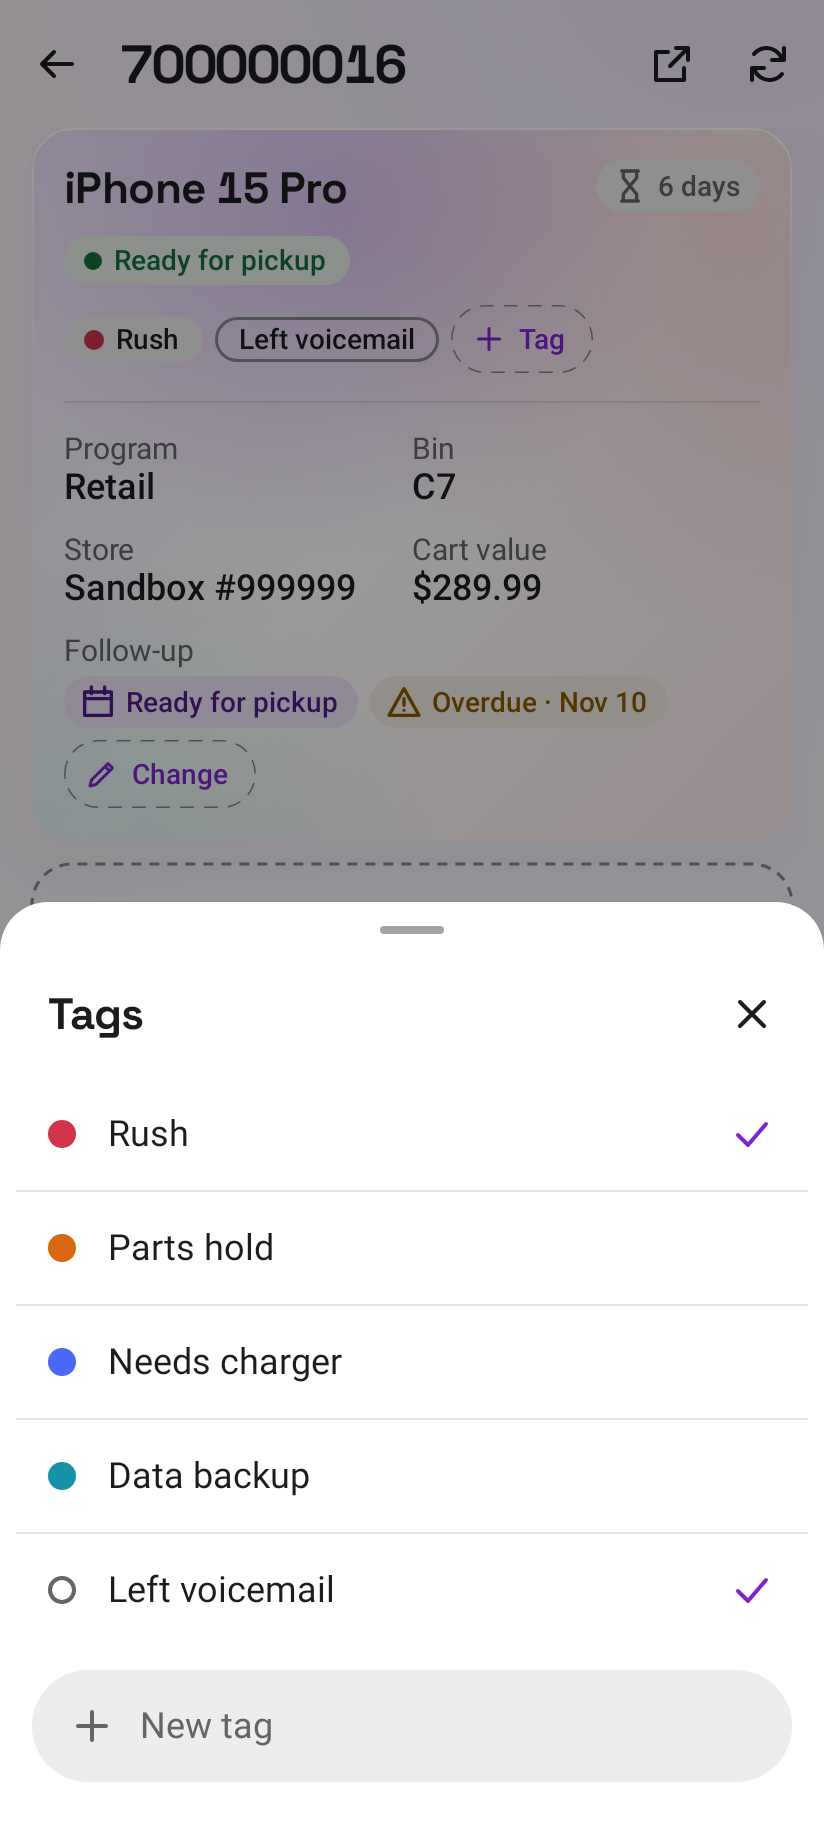 700000016
iPhone 15 Pro
6 days
Ready for pickup
Rush
Left voicemail
Tag
Program
Bin
Retail
C7
Store
Cart value
Sandbox #999999
$289.99
Follow-up
Ready for pickup
Overdue · Nov 10
Change
Tags
Rush
Parts hold
Needs charger
Data backup
Left voicemail
New tag